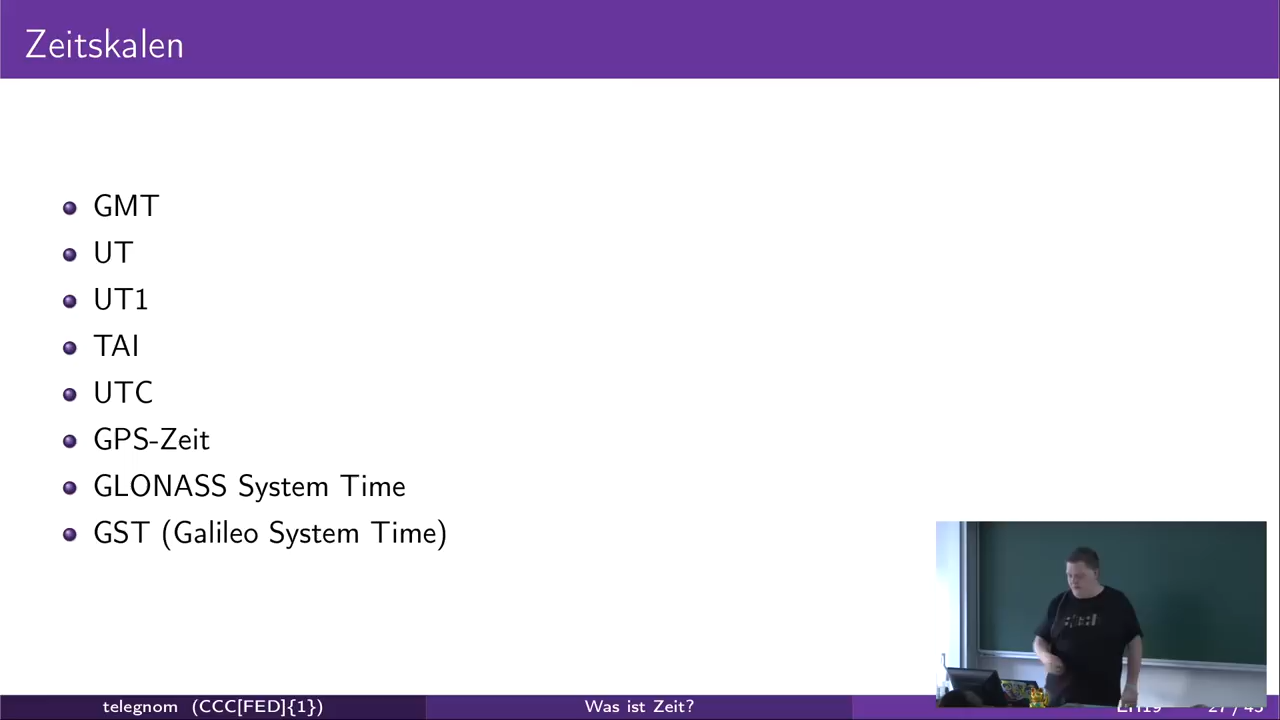 Zeitskalen
GMT
UT
UT1
TAI
UTC
GPS-Zeit
GLONASS System Time
GST (Galileo System Time)
telegnom (CCC[FED]{1})
Was ist Zeit?